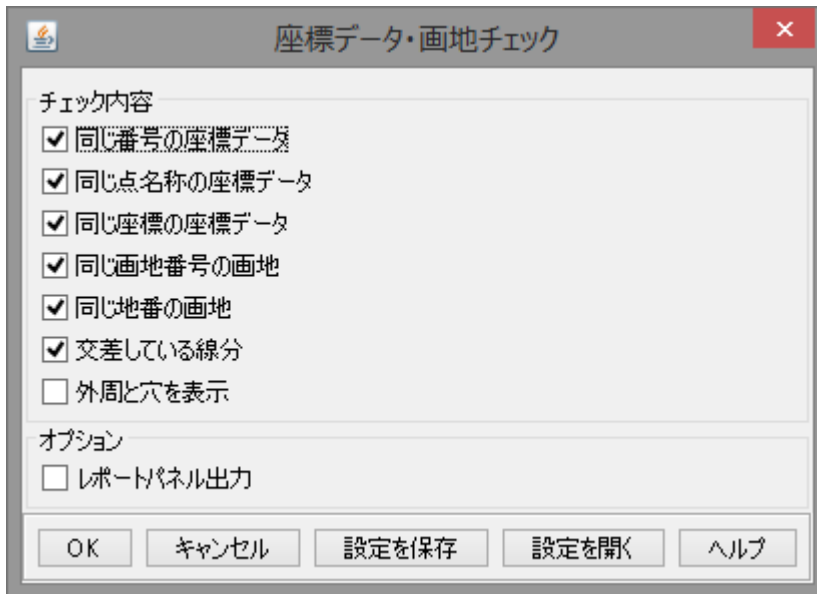 座標データ・画地チェック
チェック内容
同じ番号の座標データ
同じ点名称の座標データ
同じ座標の座標データ
同じ画地番号の画地
同じ地番の画地
交差している線分
外周と穴を表示
オプション
レポートパネル出力
OK キャンセル 設定を保存 設定を開く ヘルプ